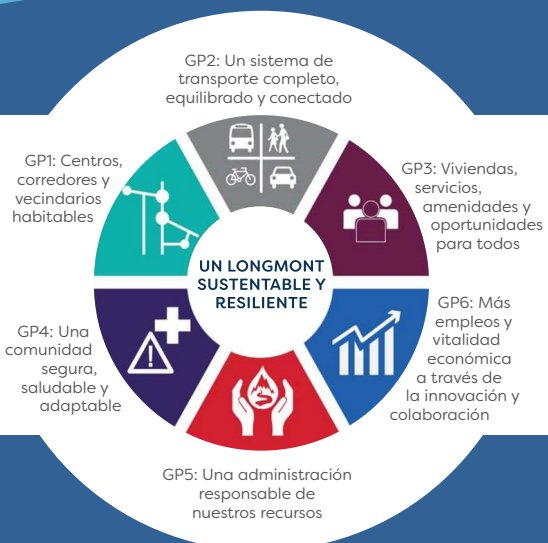 GP2: Un sistema de
transporte completo,
equilibrado y conectado
GP1: Centros,
corredores y
vecindarios
habitables
GP3: Viviendas,
servicios,
amenidades y
oportunidades
para todos
UN LONGMONT
SUSTENTABLE Y
RESILIENTE
GP4: Una
comunidad
segura,
saludable y
adaptable
GP6: Más
empleos y
vitalidad
económica
a través de
la innovación y
colaboración
GP5: Una administración
responsable de
nuestros recursos